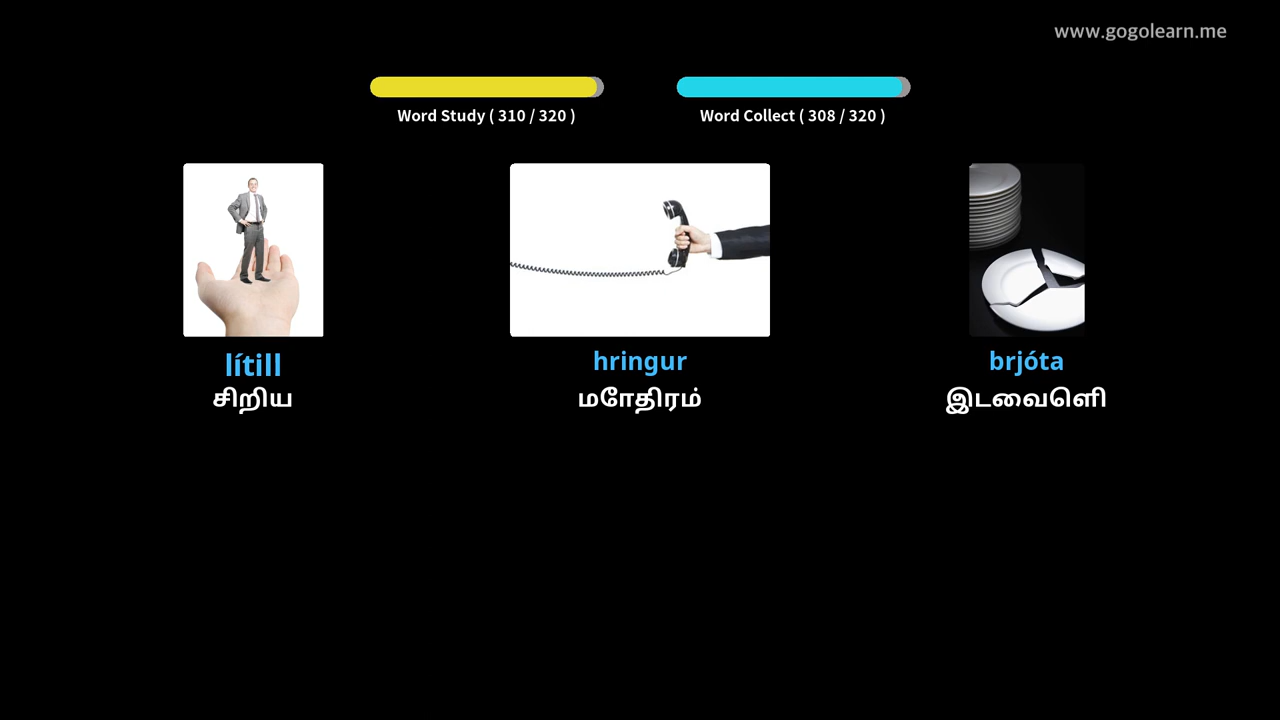 www.gogolearn.me
Word Study ( 310 / 320 )
Word Collect ( 308 / 320 )
lítill
hringur
brjóta
சிறிய
மோதிரம்
இடைவெளி